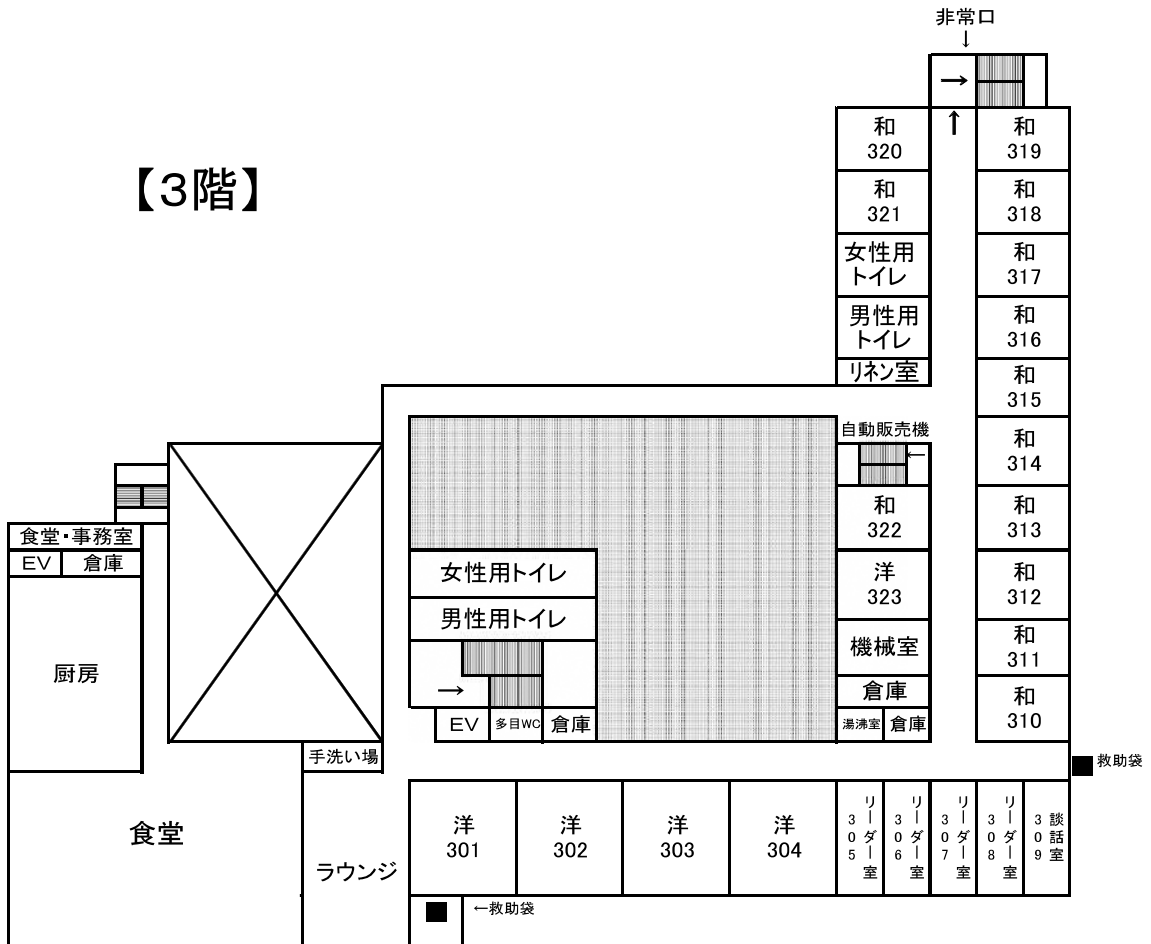 非常口
↓
→
↑
【3階】
和
320
和
319
和
321
和
318
女性用
トイレ
和
317
男性用
トイレ
和
316
リネン室
和
315
自動販売機
←
和
314
和
322
和
313
食堂・事務室
EV
倉庫
女性用トイレ
洋
323
和
312
男性用トイレ
機械室
和
311
厨房
→
倉庫
和
310
EV
多目WC
倉庫
湯沸室
倉庫
手洗い場
救助袋
食堂
ラウンジ
洋
301
洋
302
洋
303
洋
304
リーダー室
305
リーダー室
306
リーダー室
307
リーダー室
308
談話室
309
←救助袋